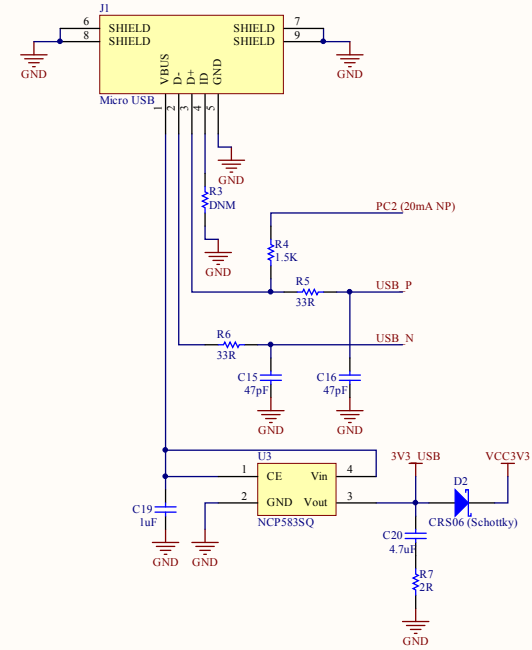 J1
6 SHIELD SHIELD 7
8 SHIELD SHIELD 9
GND GND
VBUS D- D+ ID GND
Micro USB
1 2 3 4 5
GND
R3
DNM
GND
PC2 (20mA NP)
R4
1.5K
R5
33R
USB_P
R6
33R
USB_N
C15 C16
47pF 47pF
GND GND
U3
3V3_USB VCC3V3
1 CE Vin 4
D2
2 GND Vout 3
C19
1uF
NCP583SQ
CRS06 (Schottky)
C20
4.7uF
GND GND
R7
2R
GND